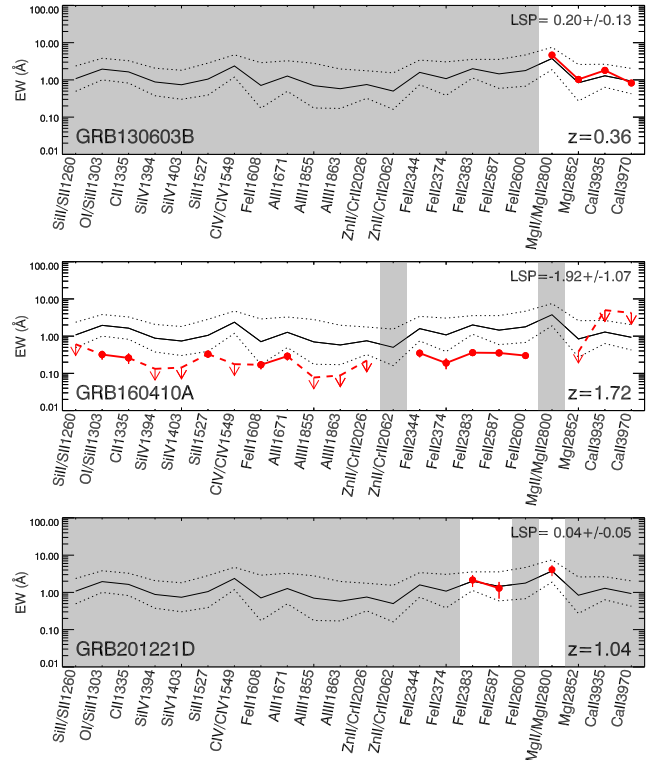 LSP= 0.20+/-0.13
100.00
10.00
1.00
0.10
0.01
EW (Å)
GRB130603B
z=0.36
SiII/SII1260
OI/SiII1303
CII1335
SiIV1394
SiIV1403
SiII1527
CIV/CIV1549
FeII1608
AlII1671
AlIII1855
AlIII1863
ZnII/CrII2026
ZnII/CrII2062
FeII2344
FeII2374
FeII2383
FeII2587
FeII2600
MgII/MgII2800
MgI2852
CaII3935
CaII3970
LSP=-1.92+/-1.07
100.00
10.00
1.00
0.10
0.01
EW (Å)
GRB160410A
z=1.72
SiII/SII1260
OI/SiII1303
CII1335
SiIV1394
SiIV1403
SiII1527
CIV/CIV1549
FeII1608
AlII1671
AlIII1855
AlIII1863
ZnII/CrII2026
ZnII/CrII2062
FeII2344
FeII2374
FeII2383
FeII2587
FeII2600
MgII/MgII2800
MgI2852
CaII3935
CaII3970
LSP= 0.04+/-0.05
100.00
10.00
1.00
0.10
0.01
EW (Å)
GRB201221D
z=1.04
SiII/SII1260
OI/SiII1303
CII1335
SiIV1394
SiIV1403
SiII1527
CIV/CIV1549
FeII1608
AlII1671
AlIII1855
AlIII1863
ZnII/CrII2026
ZnII/CrII2062
FeII2344
FeII2374
FeII2383
FeII2587
FeII2600
MgII/MgII2800
MgI2852
CaII3935
CaII3970